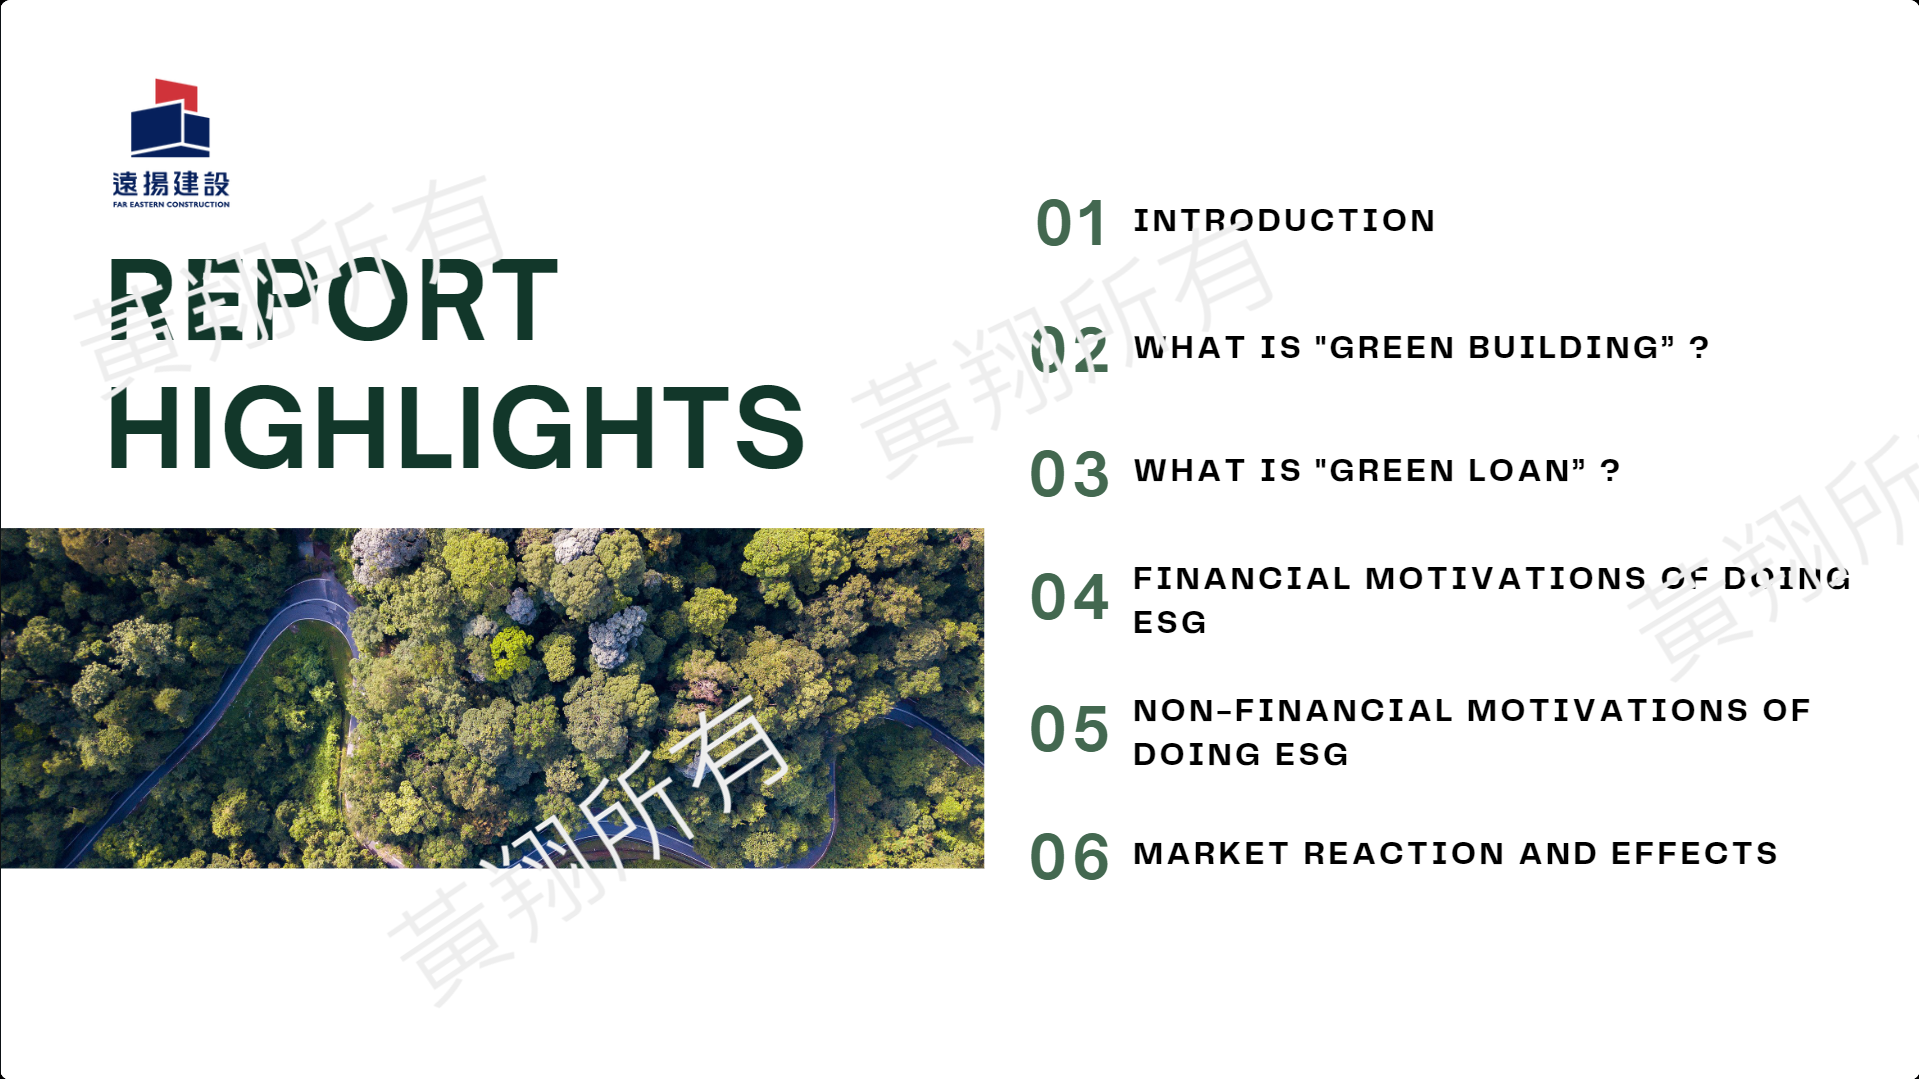 遠揚建設
FAR EASTERN CONSTRUCTION
REPORT
HIGHLIGHTS
01 INTRODUCTION
02 WHAT IS "GREEN BUILDING” ?
03 WHAT IS "GREEN LOAN” ?
04 FINANCIAL MOTIVATIONS OF DOING
ESG
05 NON-FINANCIAL MOTIVATIONS OF
DOING ESG
06 MARKET REACTION AND EFFECTS
黃翔所有
黃翔所有
黃翔所有
黃翔所